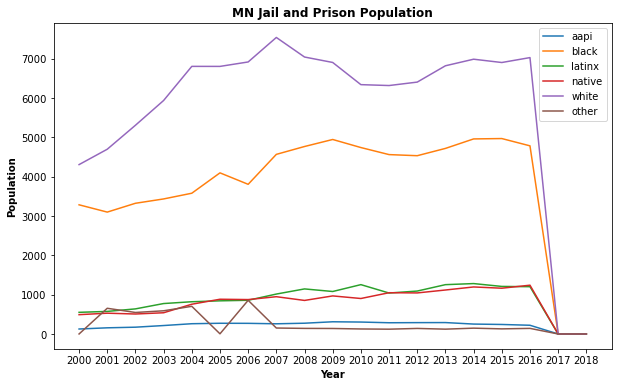 MN Jail and Prison Population
aapi
black
latinx
native
white
other
7000
6000
5000
4000
3000
2000
1000
0
Population
2000 2001 2002 2003 2004 2005 2006 2007 2008 2009 2010 2011 2012 2013 2014 2015 2016 2017 2018
Year